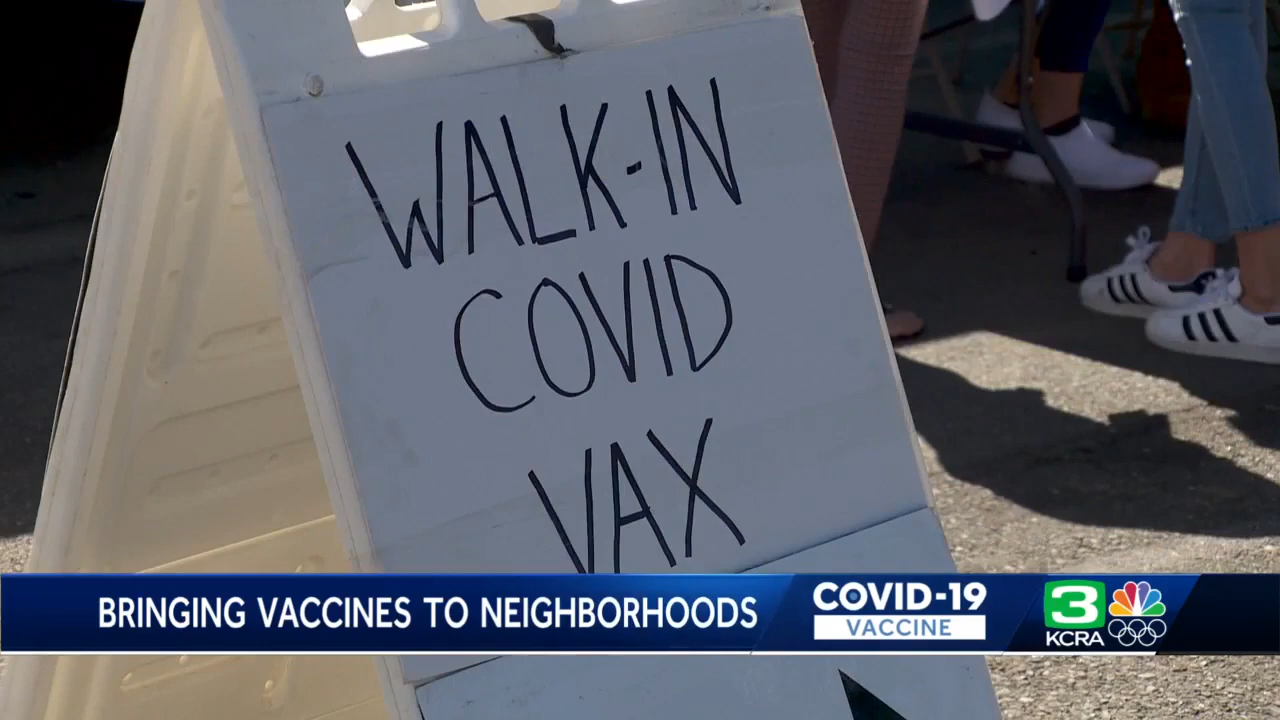 WALK-IN
COVID
VAX
BRINGING VACCINES TO NEIGHBORHOODS
COVID-19
VACCINE
3
KCRA